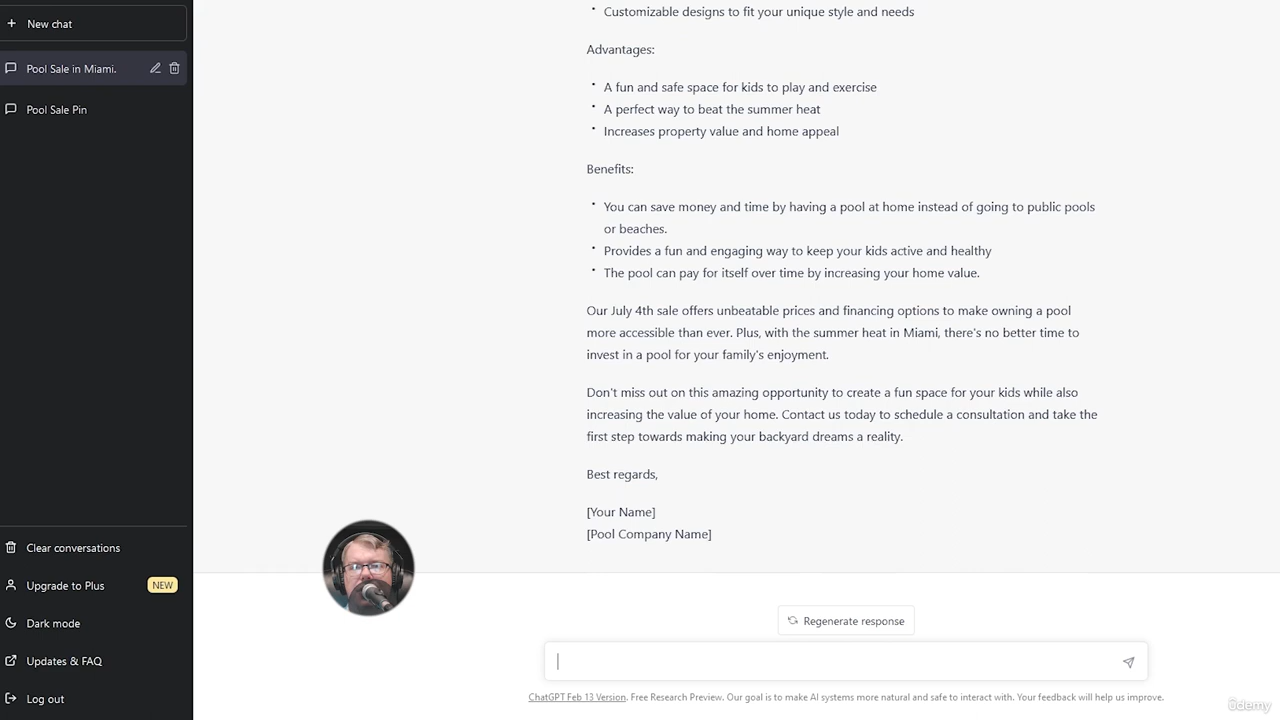 New chat
Pool Sale in Miami.
Pool Sale Pin
Customizable designs to fit your unique style and needs
Advantages:
A fun and safe space for kids to play and exercise
A perfect way to beat the summer heat
Increases property value and home appeal
Benefits:
You can save money and time by having a pool at home instead of going to public pools
or beaches.
Provides a fun and engaging way to keep your kids active and healthy
The pool can pay for itself over time by increasing your home value.
Our July 4th sale offers unbeatable prices and financing options to make owning a pool
more accessible than ever. Plus, with the summer heat in Miami, there's no better time to
invest in a pool for your family's enjoyment.
Don't miss out on this amazing opportunity to create a fun space for your kids while also
increasing the value of your home. Contact us today to schedule a consultation and take the
first step towards making your backyard dreams a reality.
Best regards,
[Your Name]
[Pool Company Name]
Clear conversations
Upgrade to Plus NEW
Dark mode
Updates & FAQ
Log out
Regenerate response
ChatGPT Feb 13 Version. Free Research Preview. Our goal is to make AI systems more natural and safe to interact with. Your feedback will help us improve.
ûdemy